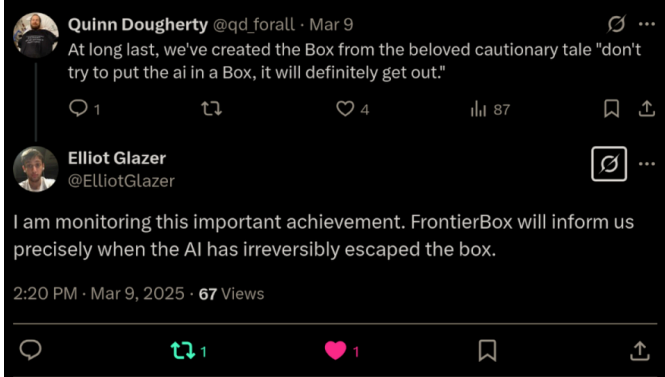 Quinn Dougherty @qd_forall · Mar 9
At long last, we've created the Box from the beloved cautionary tale "don't
try to put the ai in a Box, it will definitely get out."
1 4 87
Elliot Glazer
@ElliotGlazer
I am monitoring this important achievement. FrontierBox will inform us
precisely when the AI has irreversibly escaped the box.
2:20 PM · Mar 9, 2025 · 67 Views
1 1